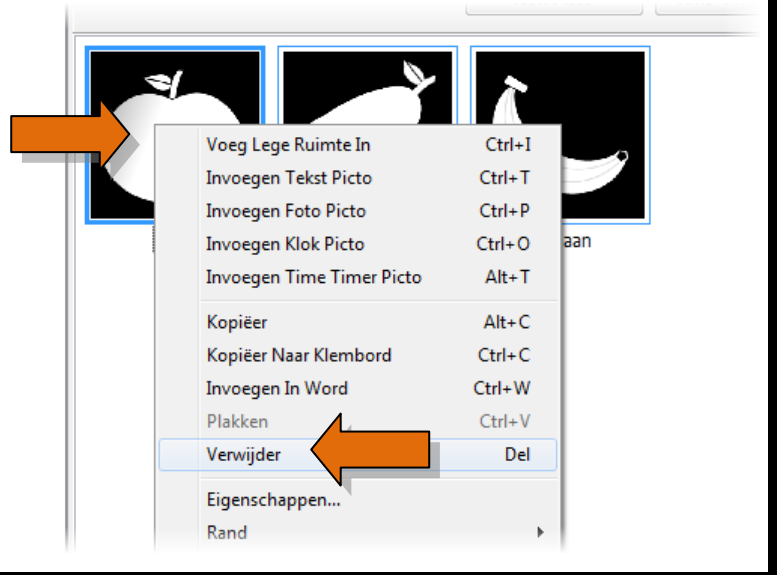 aan
Voeg Lege Ruimte In Ctrl+I
Invoegen Tekst Picto Ctrl+T
Invoegen Foto Picto Ctrl+P
Invoegen Klok Picto Ctrl+O
Invoegen Time Timer Picto Alt+T
Kopiëer Alt+C
Kopiëer Naar Klembord Ctrl+C
Invoegen In Word Ctrl+W
Plakken Ctrl+V
Verwijder Del
Eigenschappen...
Rand